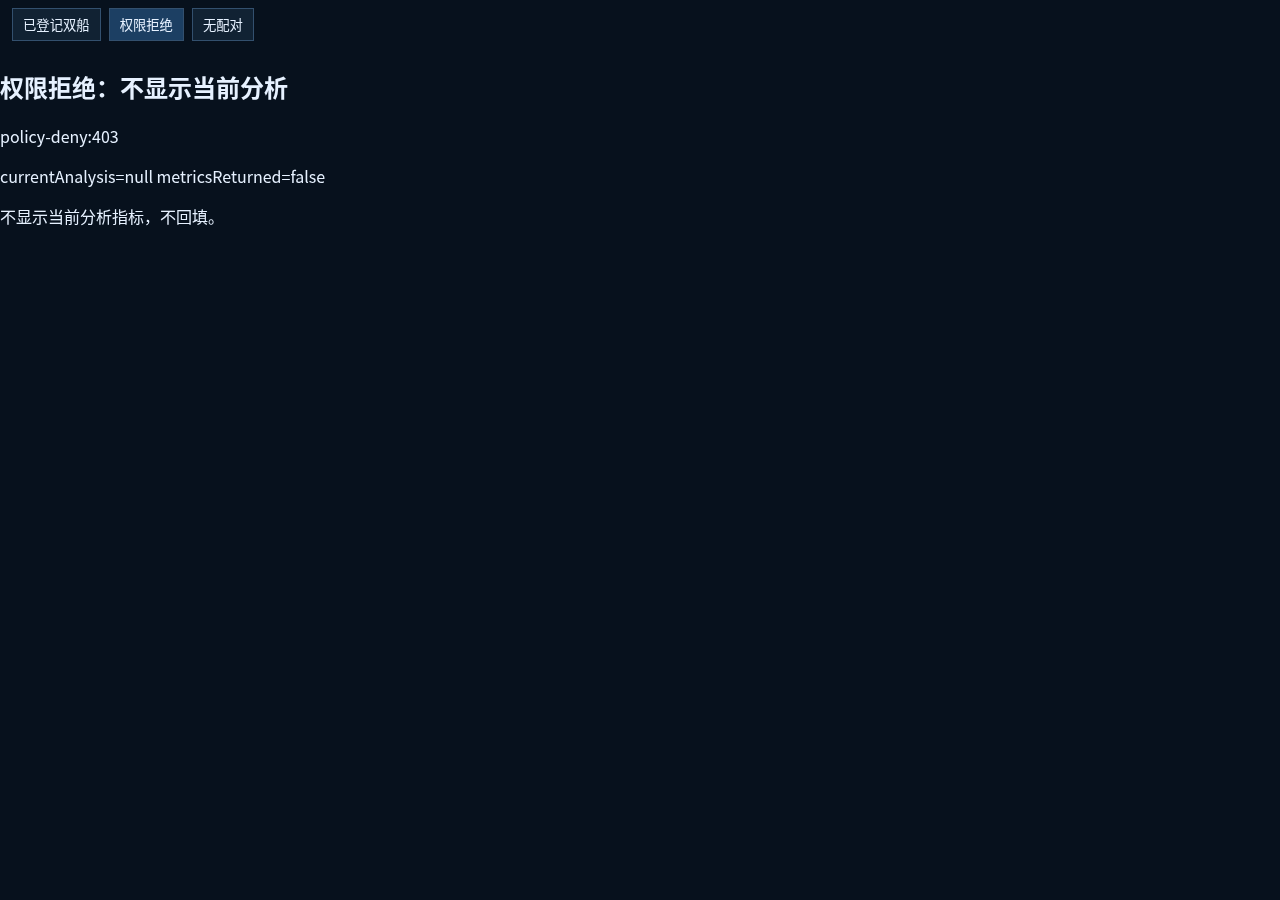 已登记双船 权限拒绝 无配对
权限拒绝：不显示当前分析
policy-deny:403
currentAnalysis=null metricsReturned=false
不显示当前分析指标，不回填。